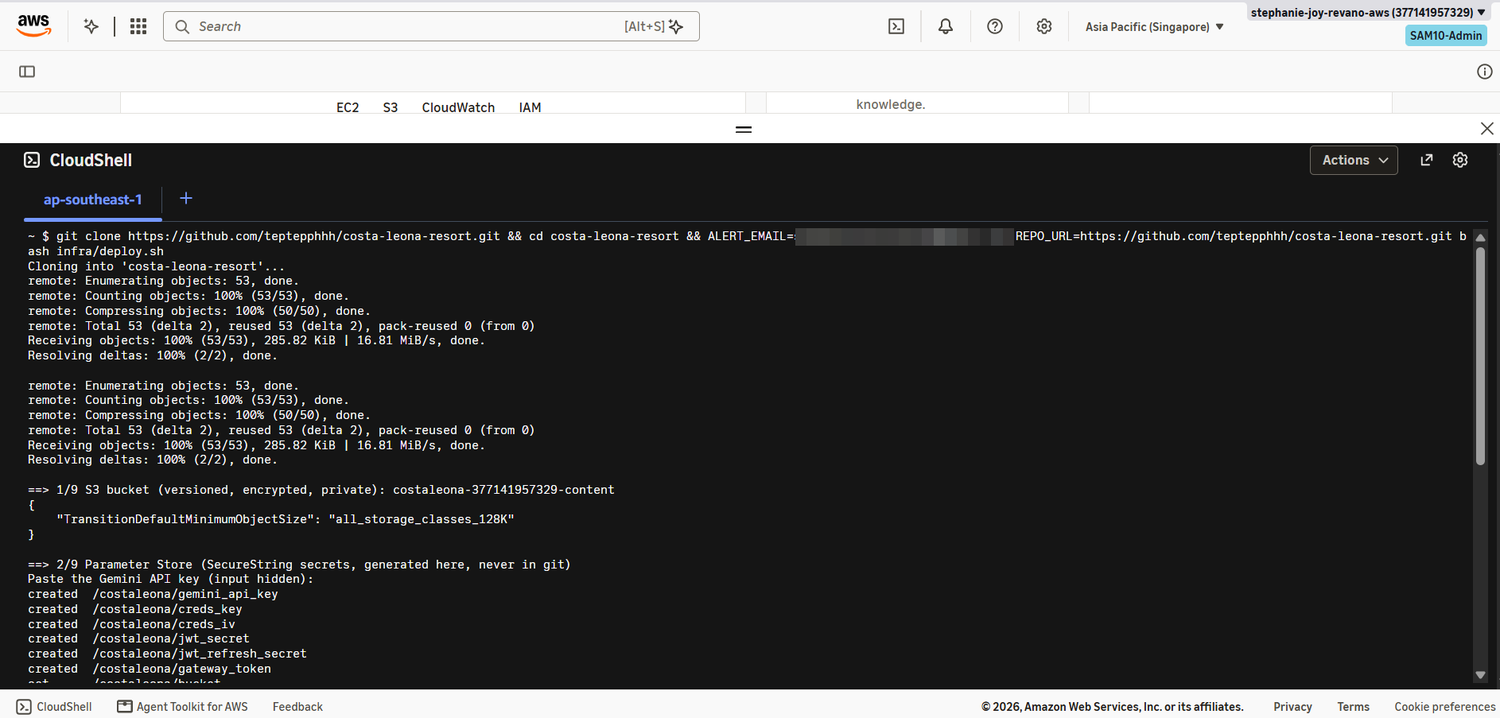 aws
Search
[Alt+S]
Asia Pacific (Singapore)
stephanie-joy-revano-aws (377141957329)
SAM10-Admin
EC2 S3 CloudWatch IAM
knowledge.
CloudShell
Actions
ap-southeast-1
~ $ git clone https://github.com/teptepphhh/costa-leona-resort.git && cd costa-leona-resort && ALERT_EMAIL= REPO_URL=https://github.com/teptepphhh/costa-leona-resort.git b
ash infra/deploy.sh
Cloning into 'costa-leona-resort'...
remote: Enumerating objects: 53, done.
remote: Counting objects: 100% (53/53), done.
remote: Compressing objects: 100% (50/50), done.
remote: Total 53 (delta 2), reused 53 (delta 2), pack-reused 0 (from 0)
Receiving objects: 100% (53/53), 285.82 KiB | 16.81 MiB/s, done.
Resolving deltas: 100% (2/2), done.
remote: Enumerating objects: 53, done.
remote: Counting objects: 100% (53/53), done.
remote: Compressing objects: 100% (50/50), done.
remote: Total 53 (delta 2), reused 53 (delta 2), pack-reused 0 (from 0)
Receiving objects: 100% (53/53), 285.82 KiB | 16.81 MiB/s, done.
Resolving deltas: 100% (2/2), done.
==> 1/9 S3 bucket (versioned, encrypted, private): costaleona-377141957329-content
{
"TransitionDefaultMinimumObjectSize": "all_storage_classes_128K"
}
==> 2/9 Parameter Store (SecureString secrets, generated here, never in git)
Paste the Gemini API key (input hidden):
created /costaleona/gemini_api_key
created /costaleona/creds_key
created /costaleona/creds_iv
created /costaleona/jwt_secret
created /costaleona/jwt_refresh_secret
created /costaleona/gateway_token
CloudShell Agent Toolkit for AWS Feedback
© 2026, Amazon Web Services, Inc. or its affiliates. Privacy Terms Cookie preferences